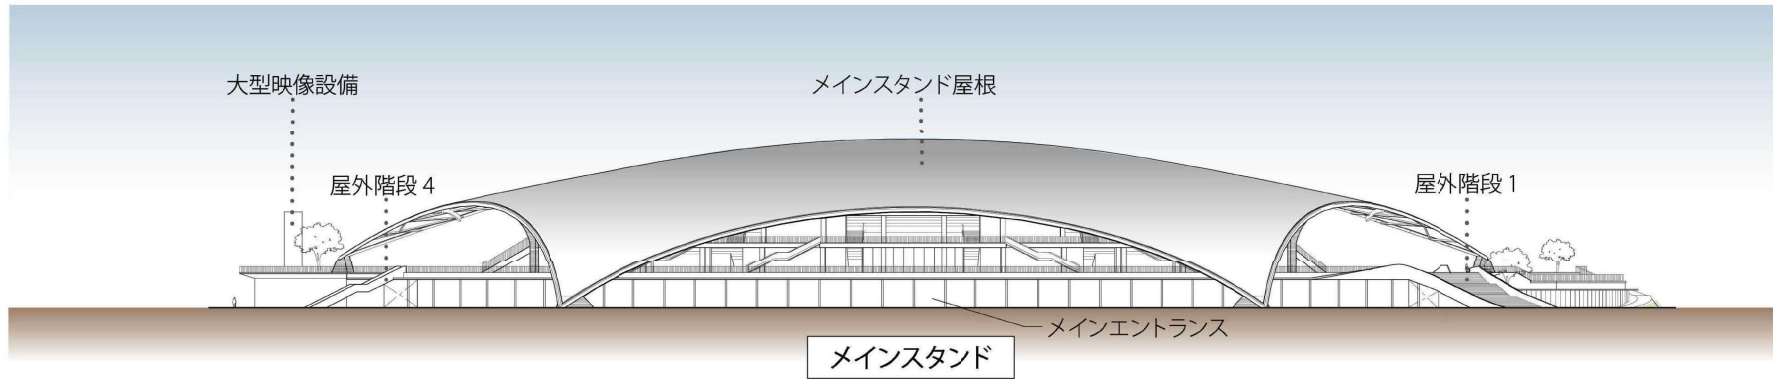 大型映像設備
メインスタンド屋根
屋外階段 4
屋外階段 1
メインエントランス
メインスタンド